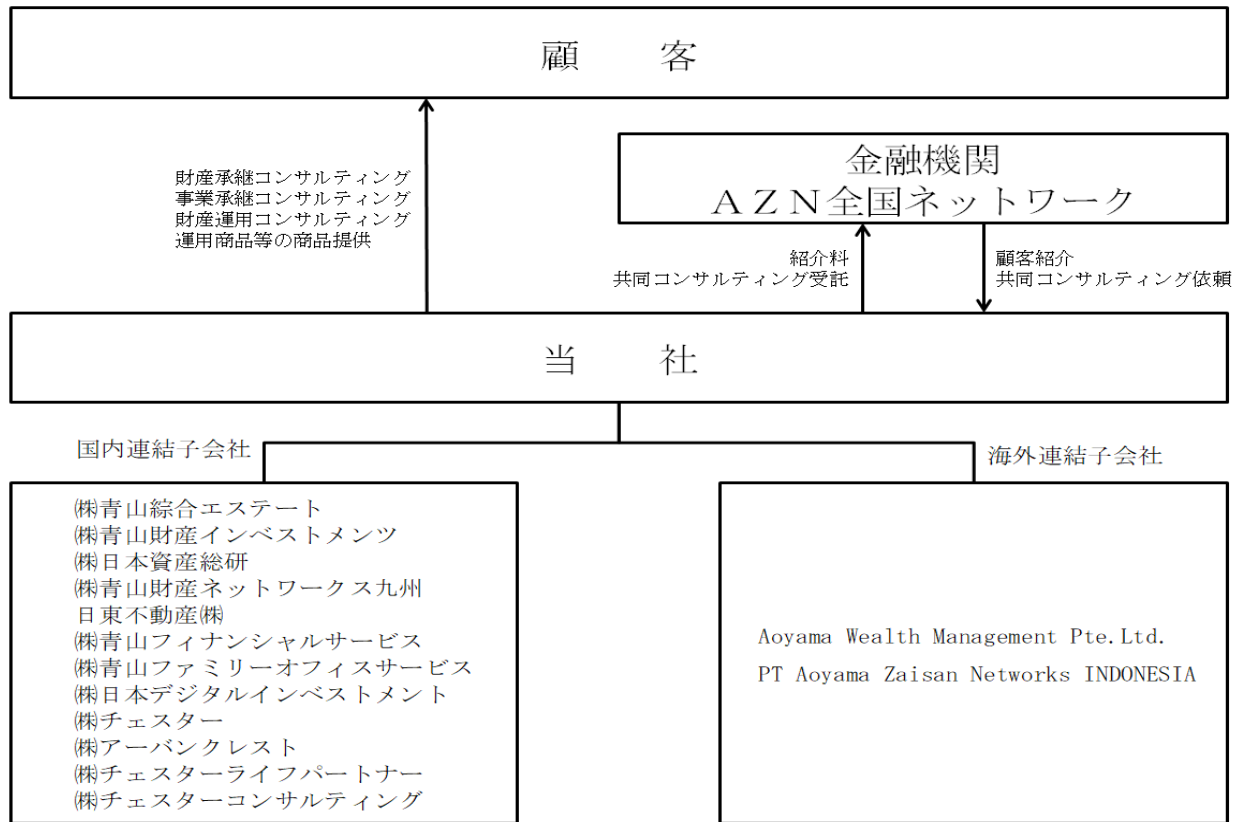 顧　　客
財産承継コンサルティング
事業承継コンサルティング
財産運用コンサルティング
運用商品等の商品提供
金融機関
ＡＺＮ全国ネットワーク
紹介料
共同コンサルティング受託
顧客紹介
共同コンサルティング依頼
当　　社
国内連結子会社
㈱青山綜合エステート
㈱青山財産インベストメンツ
㈱日本資産総研
㈱青山財産ネットワークス九州
日東不動産㈱
㈱青山フィナンシャルサービス
㈱青山ファミリーオフィスサービス
㈱日本デジタルインベストメント
㈱チェスター
㈱アーバンクレスト
㈱チェスターライフパートナー
㈱チェスターコンサルティング
海外連結子会社
Aoyama Wealth Management Pte.Ltd.
PT Aoyama Zaisan Networks INDONESIA